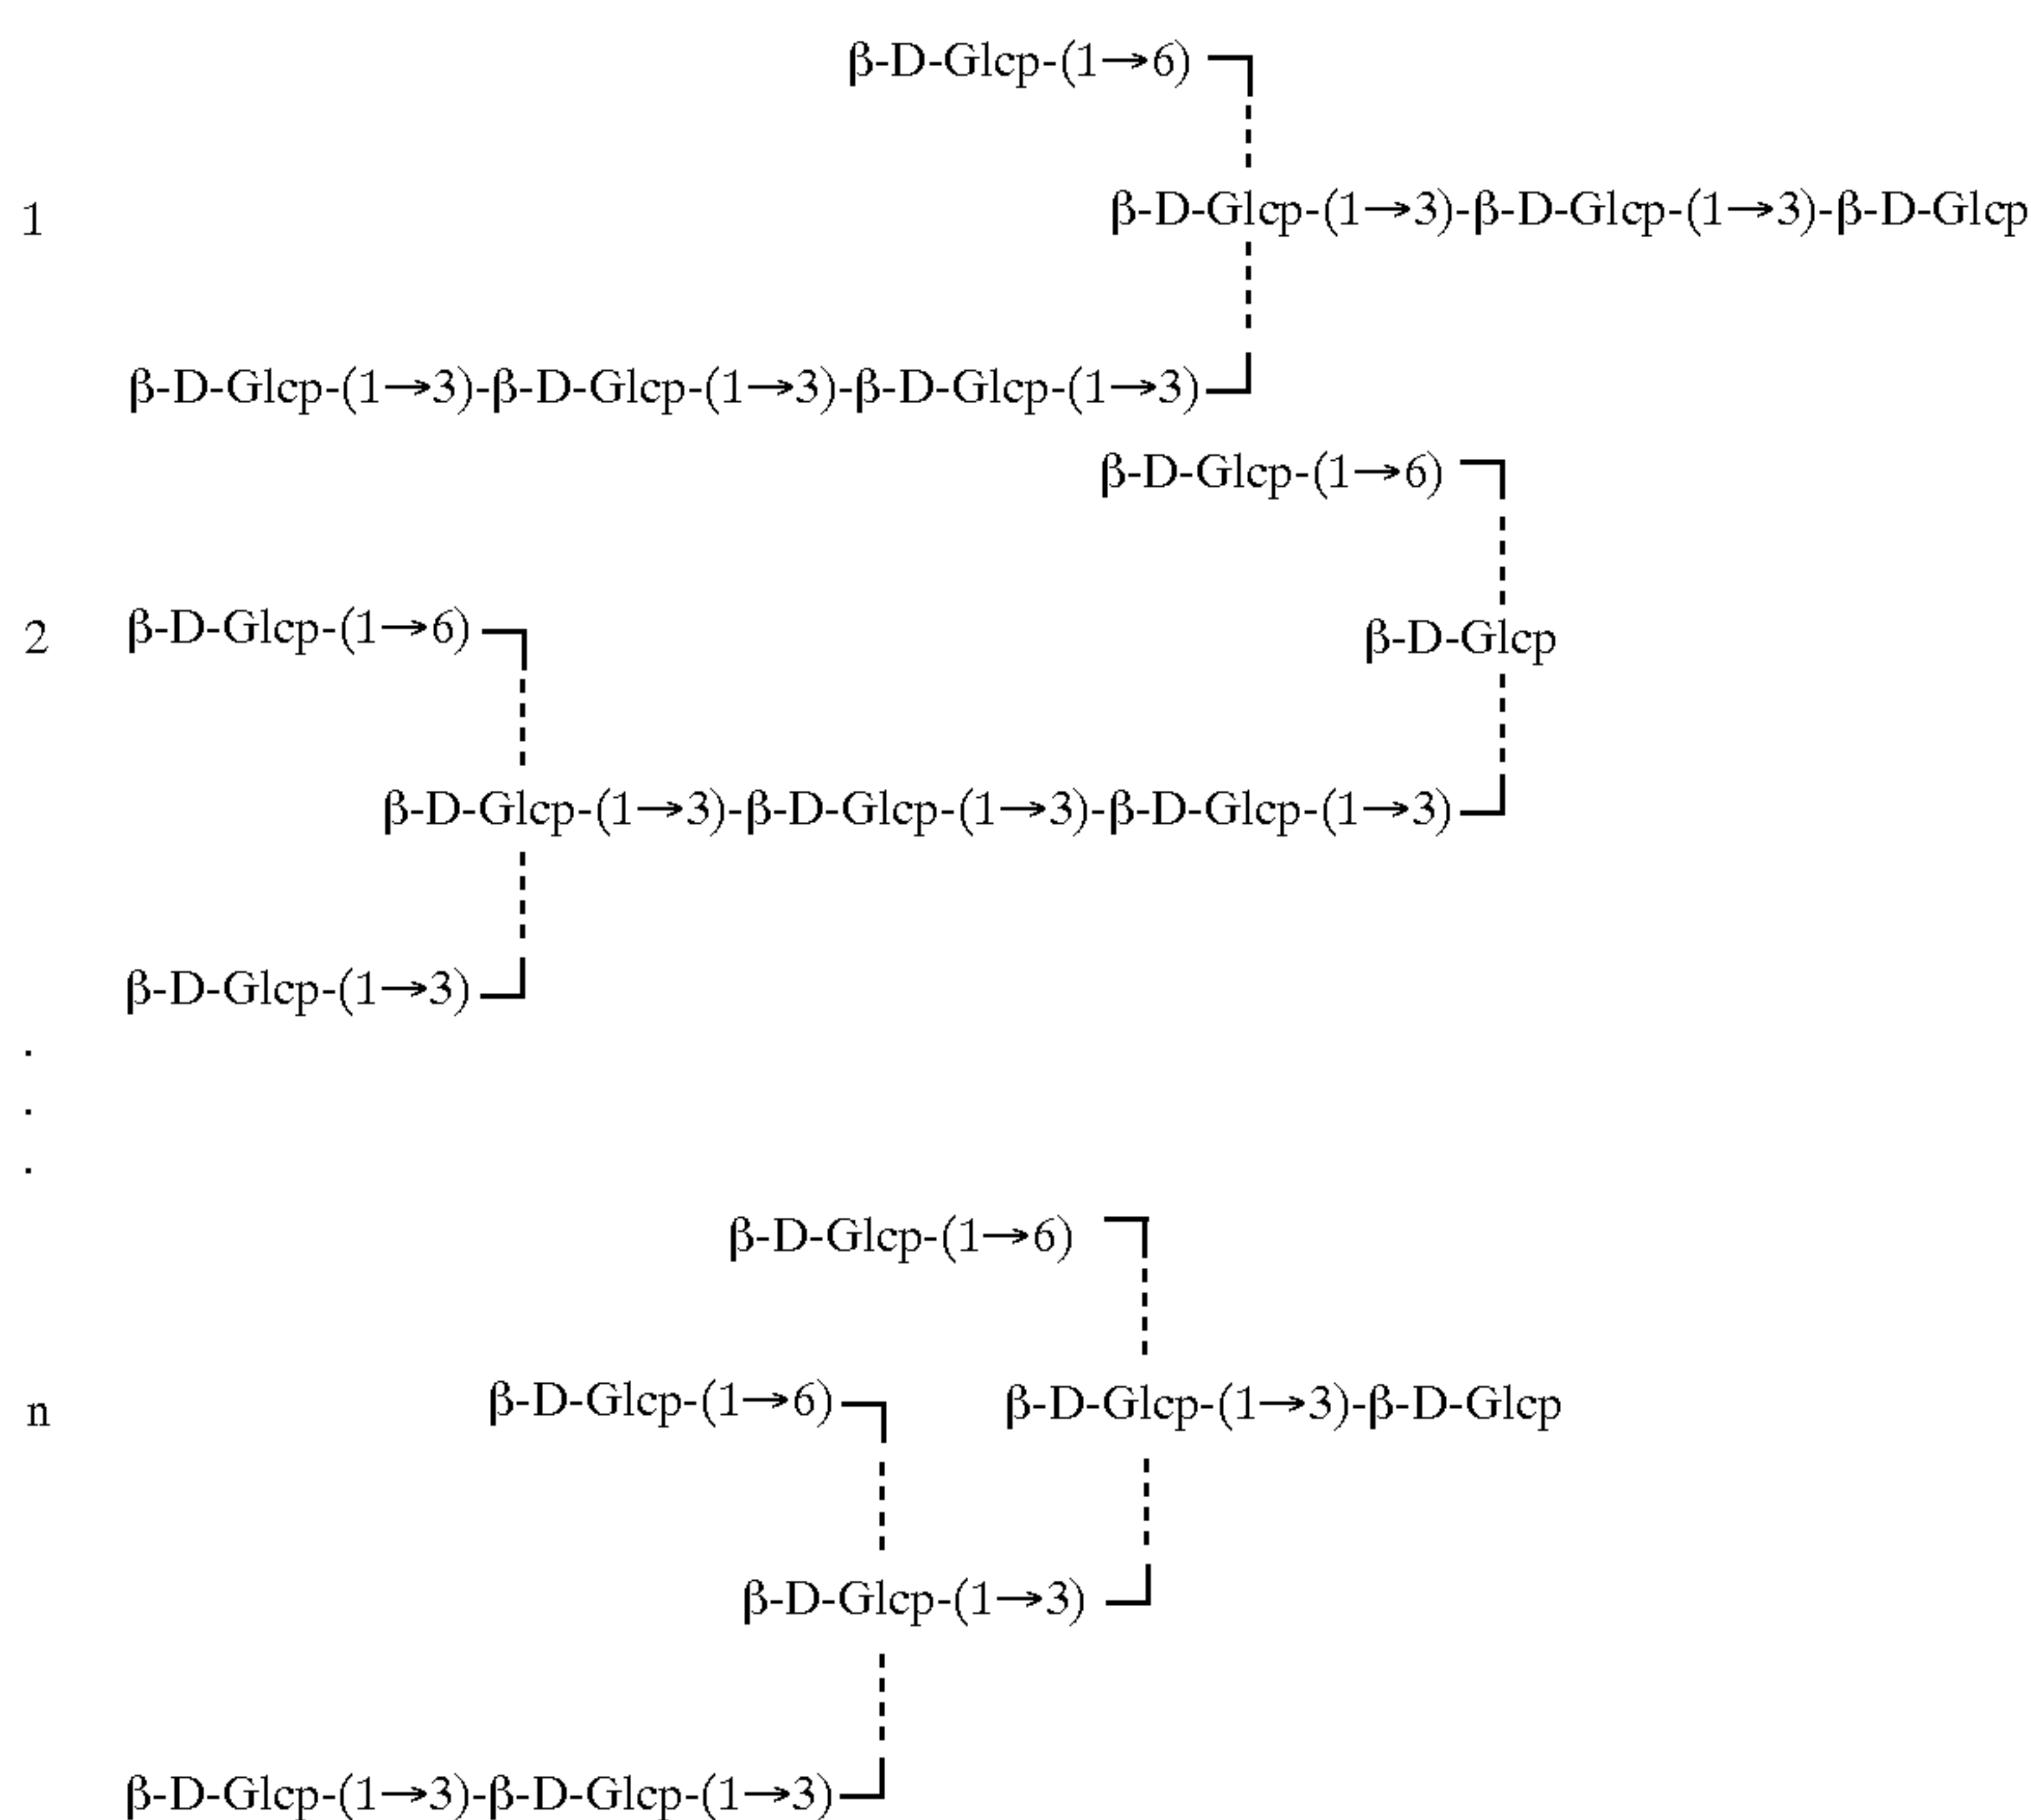 β-D-Glcp-(1→6)
1 β-D-Glcp-(1→3)-β-D-Glcp-(1→3)-β-D-Glcp
β-D-Glcp-(1→3)-β-D-Glcp-(1→3)-β-D-Glcp-(1→3)
β-D-Glcp-(1→6)
2 β-D-Glcp-(1→6) β-D-Glcp
β-D-Glcp-(1→3)-β-D-Glcp-(1→3)-β-D-Glcp-(1→3)
β-D-Glcp-(1→3)
.
.
.
β-D-Glcp-(1→6)
n β-D-Glcp-(1→6) β-D-Glcp-(1→3)-β-D-Glcp
β-D-Glcp-(1→3)
β-D-Glcp-(1→3)-β-D-Glcp-(1→3)